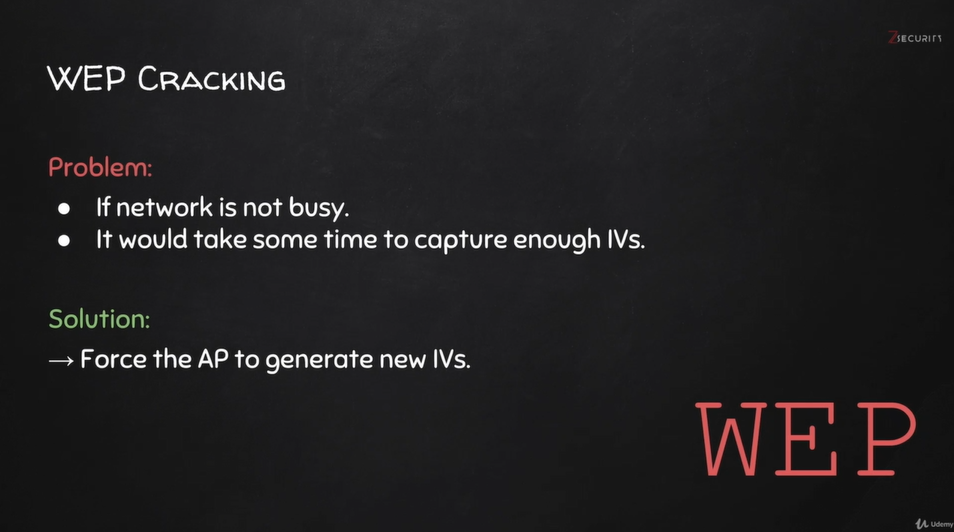 ZSECURITY
WEP Cracking
Problem:
● If network is not busy.
● It would take some time to capture enough IVs.
Solution:
→ Force the AP to generate new IVs.
WEP
Udemy